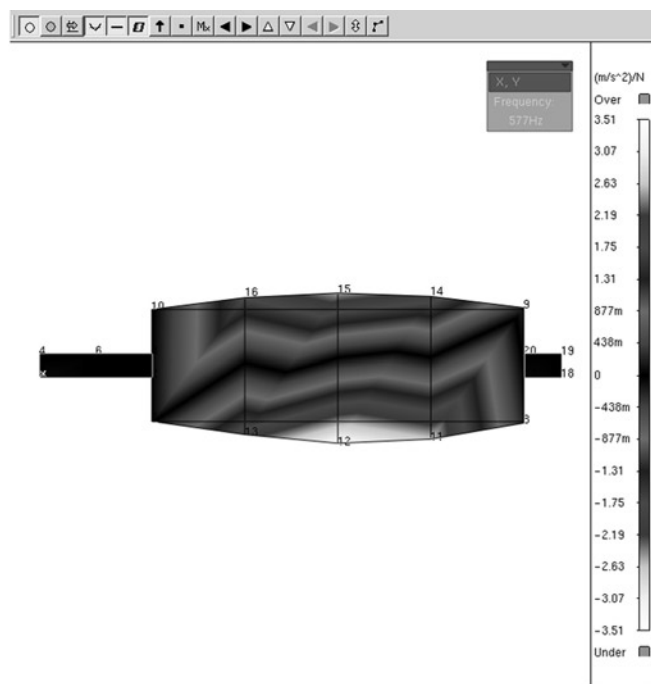 Mx
(m/s^2)/N
X, Y
Frequency:
577Hz
Over
3.51
3.07
2.63
2.19
1.75
1.31
877m
438m
0
-438m
-877m
-1.31
-1.75
-2.19
-2.63
-3.07
-3.51
Under
10
16
15
14
9
4
6
20
19
x
18
13
12
11
8